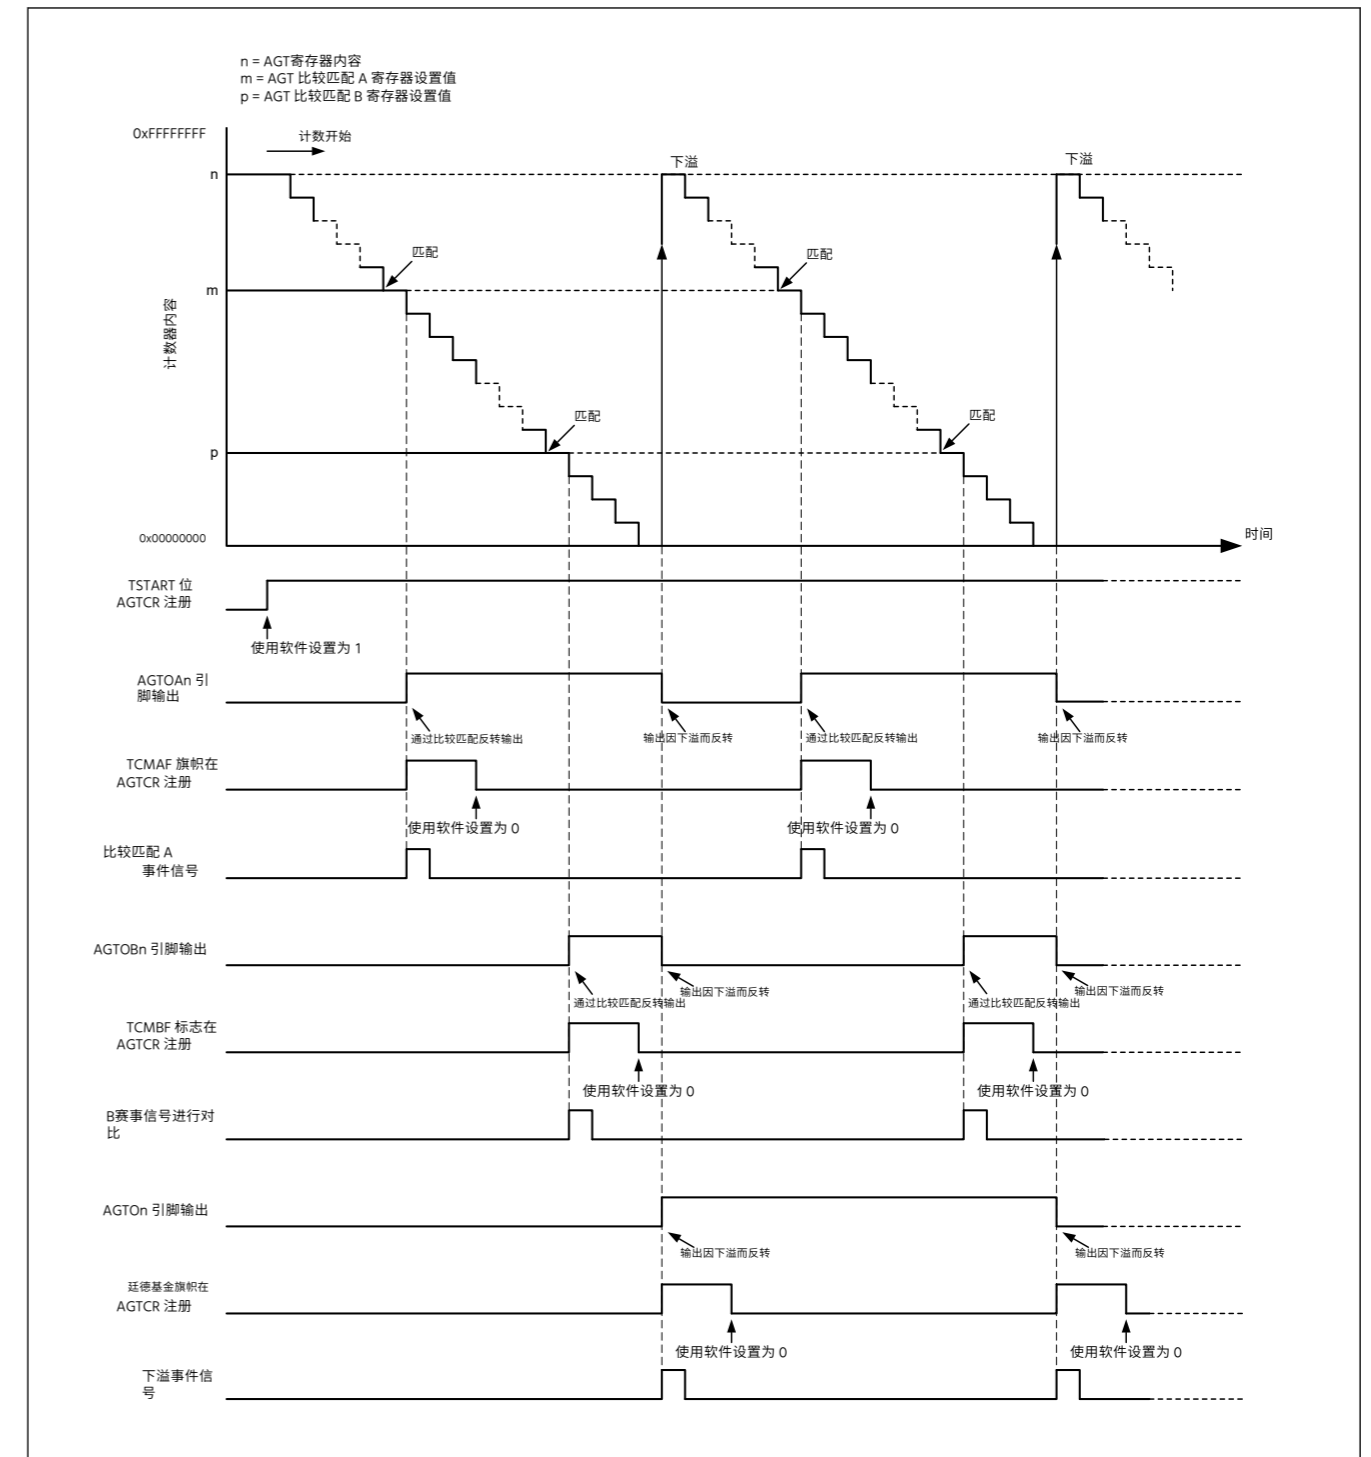 n = AGT寄存器内容
m = AGT 比较匹配 A 寄存器设置值
p = AGT 比较匹配 B 寄存器设置值
0xFFFFFFFF
计数开始
下溢
下溢
n
匹配
匹配
m
计数器内容
匹配
匹配
p
0x00000000
时间
TSTART 位
AGTCR 注册
使用软件设置为 1
AGTOAn 引
脚输出
通过比较匹配反转输出
输出因下溢而反转
通过比较匹配反转输出
输出因下溢而反转
TCMAF 旗帜在
AGTCR 注册
使用软件设置为 0
使用软件设置为 0
比较匹配 A
事件信号
AGTOBn 引脚输出
通过比较匹配反转输出
输出因下溢而反转
通过比较匹配反转输出
输出因下溢而反转
TCMBF 标志在
AGTCR 注册
使用软件设置为 0
使用软件设置为 0
B赛事信号进行对
比
AGTOn 引脚输出
输出因下溢而反转
输出因下溢而反转
廷德基金旗帜在
AGTCR 注册
使用软件设置为 0
使用软件设置为 0
下溢事件信
号